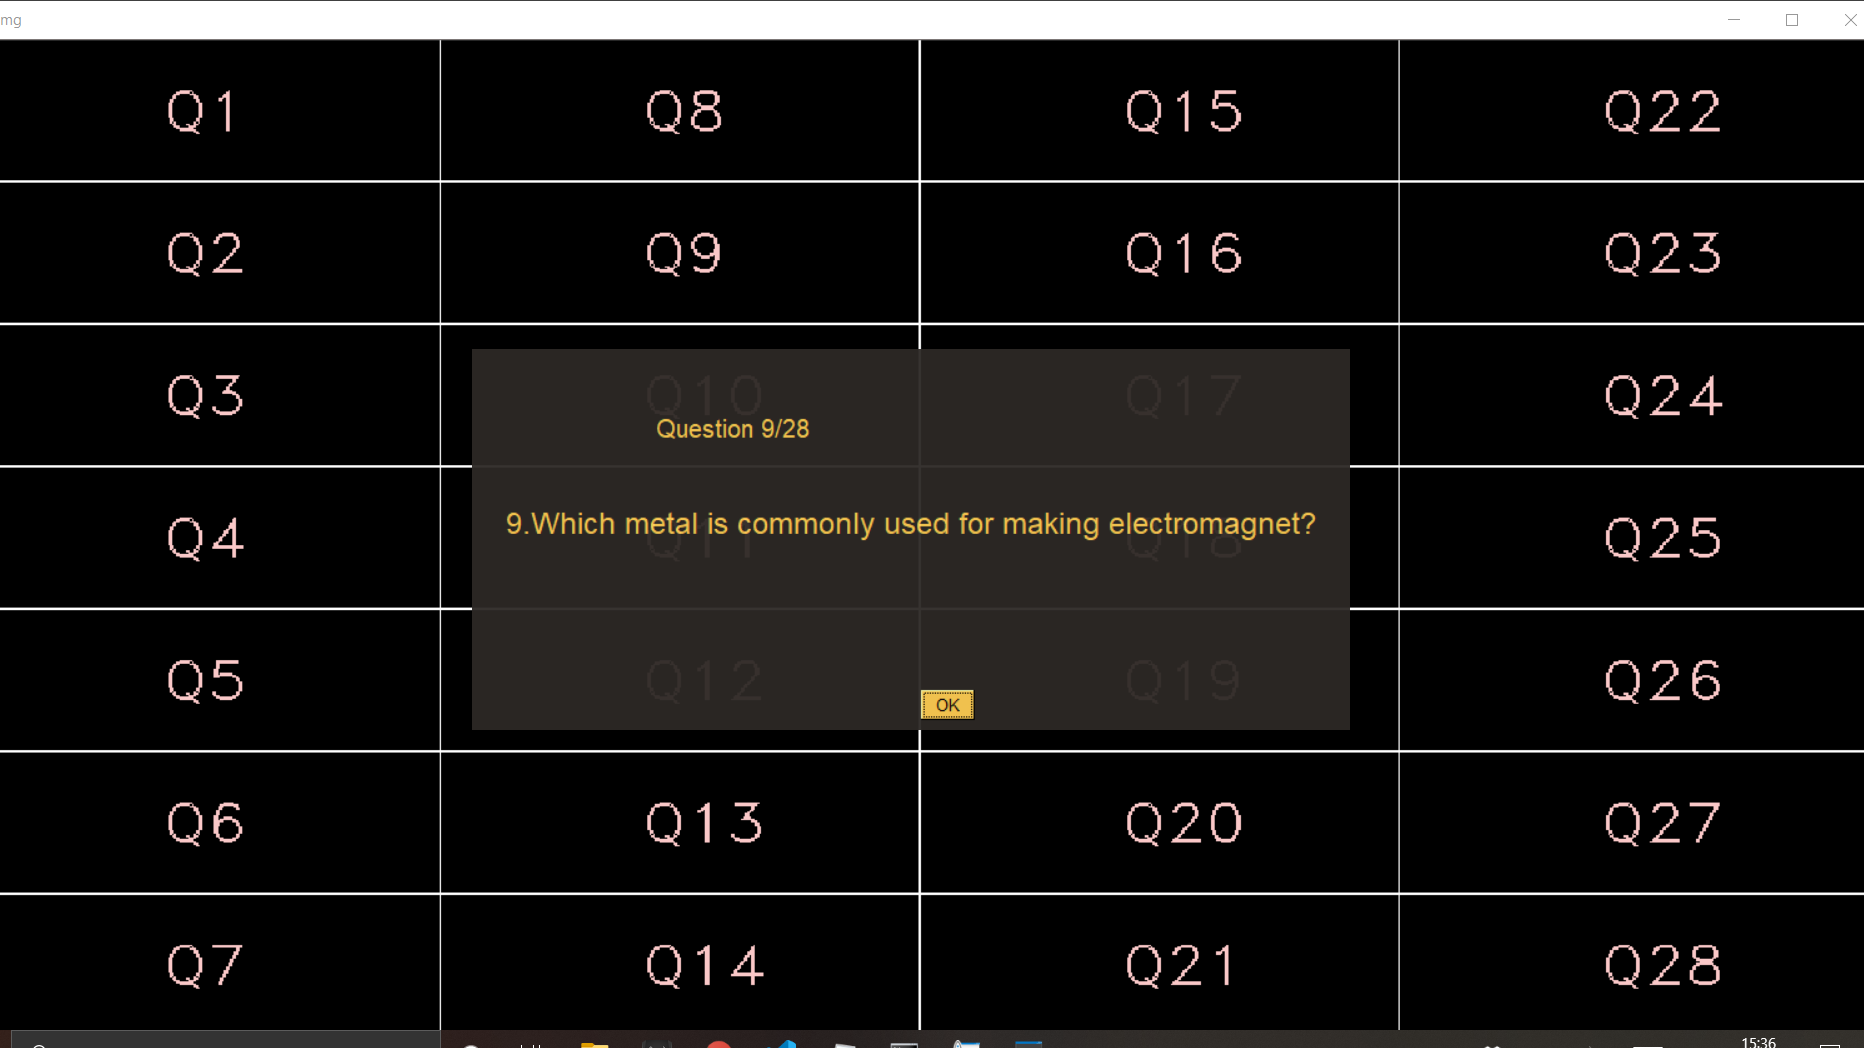 mg
Q1 Q8 Q15 Q22
Q2 Q9 Q16 Q23
Q3 Q10 Q17 Q24
Question 9/28
9.Which metal is commonly used for making electromagnet?
Q4 Q11 Q18 Q25
Q5 Q12 Q19 Q26
OK
Q6 Q13 Q20 Q27
Q7 Q14 Q21 Q28
15:36